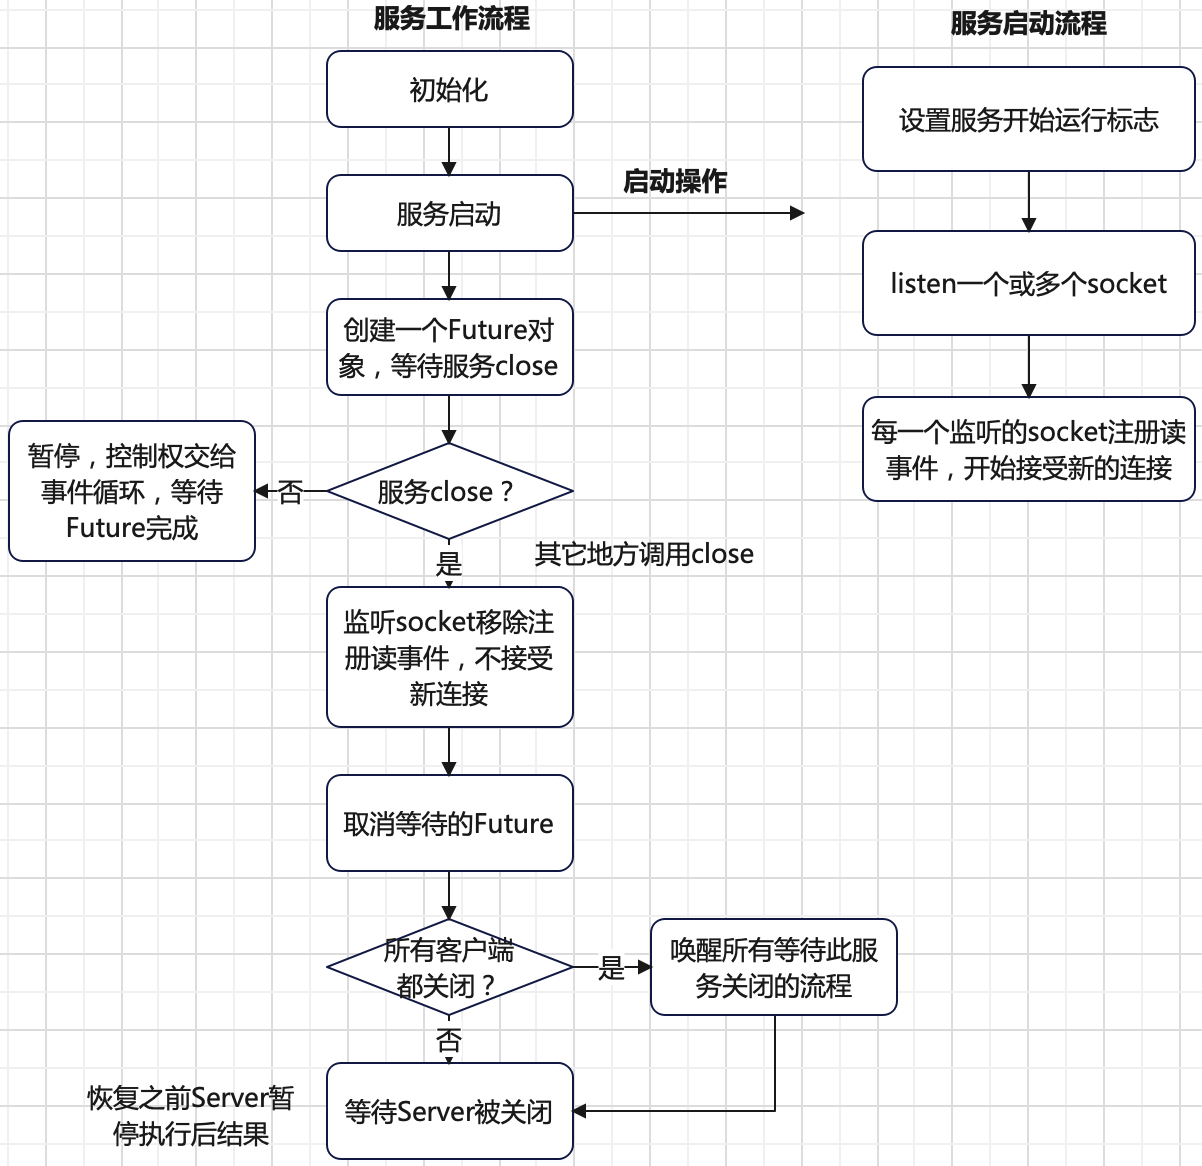 服务工作流程
初始化
服务启动
启动操作
创建一个Future对
象，等待服务close
服务close？
否
暂停，控制权交给
事件循环，等待
Future完成
是
其它地方调用close
监听socket移除注
册读事件，不接受
新连接
取消等待的Future
所有客户端
都关闭？
是
唤醒所有等待此服
务关闭的流程
否
等待Server被关闭
恢复之前Server暂
停执行后结果
服务启动流程
设置服务开始运行标志
listen一个或多个socket
每一个监听的socket注册读
事件，开始接受新的连接